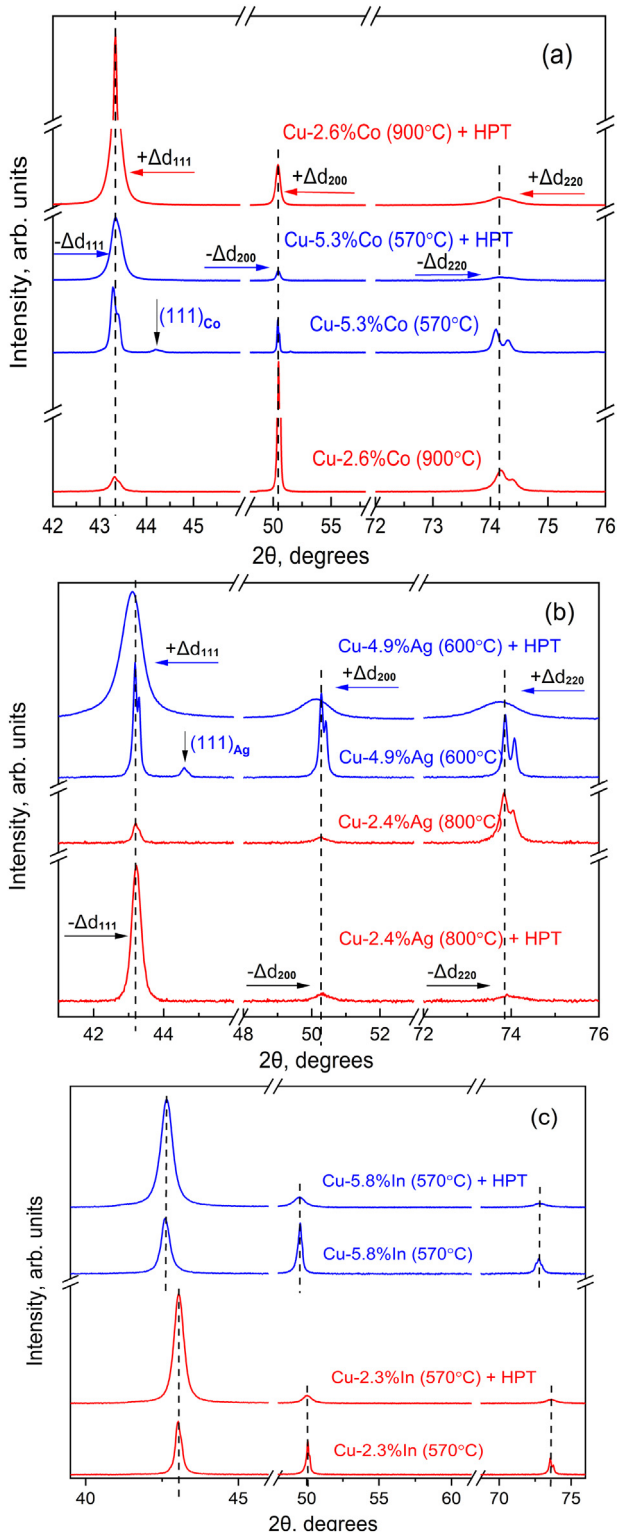 (a)
Cu-2.6%Co (900°C) + HPT
+Δd111
+Δd200
+Δd220
Cu-5.3%Co (570°C) + HPT
-Δd111
-Δd200
-Δd220
(111)Co
Cu-5.3%Co (570°C)
Cu-2.6%Co (900°C)
Intensity, arb. units
42 43 44 45 50 72 73 74 75 76
2θ, degrees
(b)
Cu-4.9%Ag (600°C) + HPT
+Δd111
+Δd200
+Δd220
(111)Ag
Cu-4.9%Ag (600°C)
Cu-2.4%Ag (800°C)
-Δd111
Cu-2.4%Ag (800°C) + HPT
-Δd200
-Δd220
Intensity, arb. units
42 44 48 50 52 72 74 76
2θ, degrees
(c)
Cu-5.8%In (570°C) + HPT
Cu-5.8%In (570°C)
Cu-2.3%In (570°C) + HPT
Cu-2.3%In (570°C)
Intensity, arb. units
40 45 50 55 60 70 75
2θ, degrees